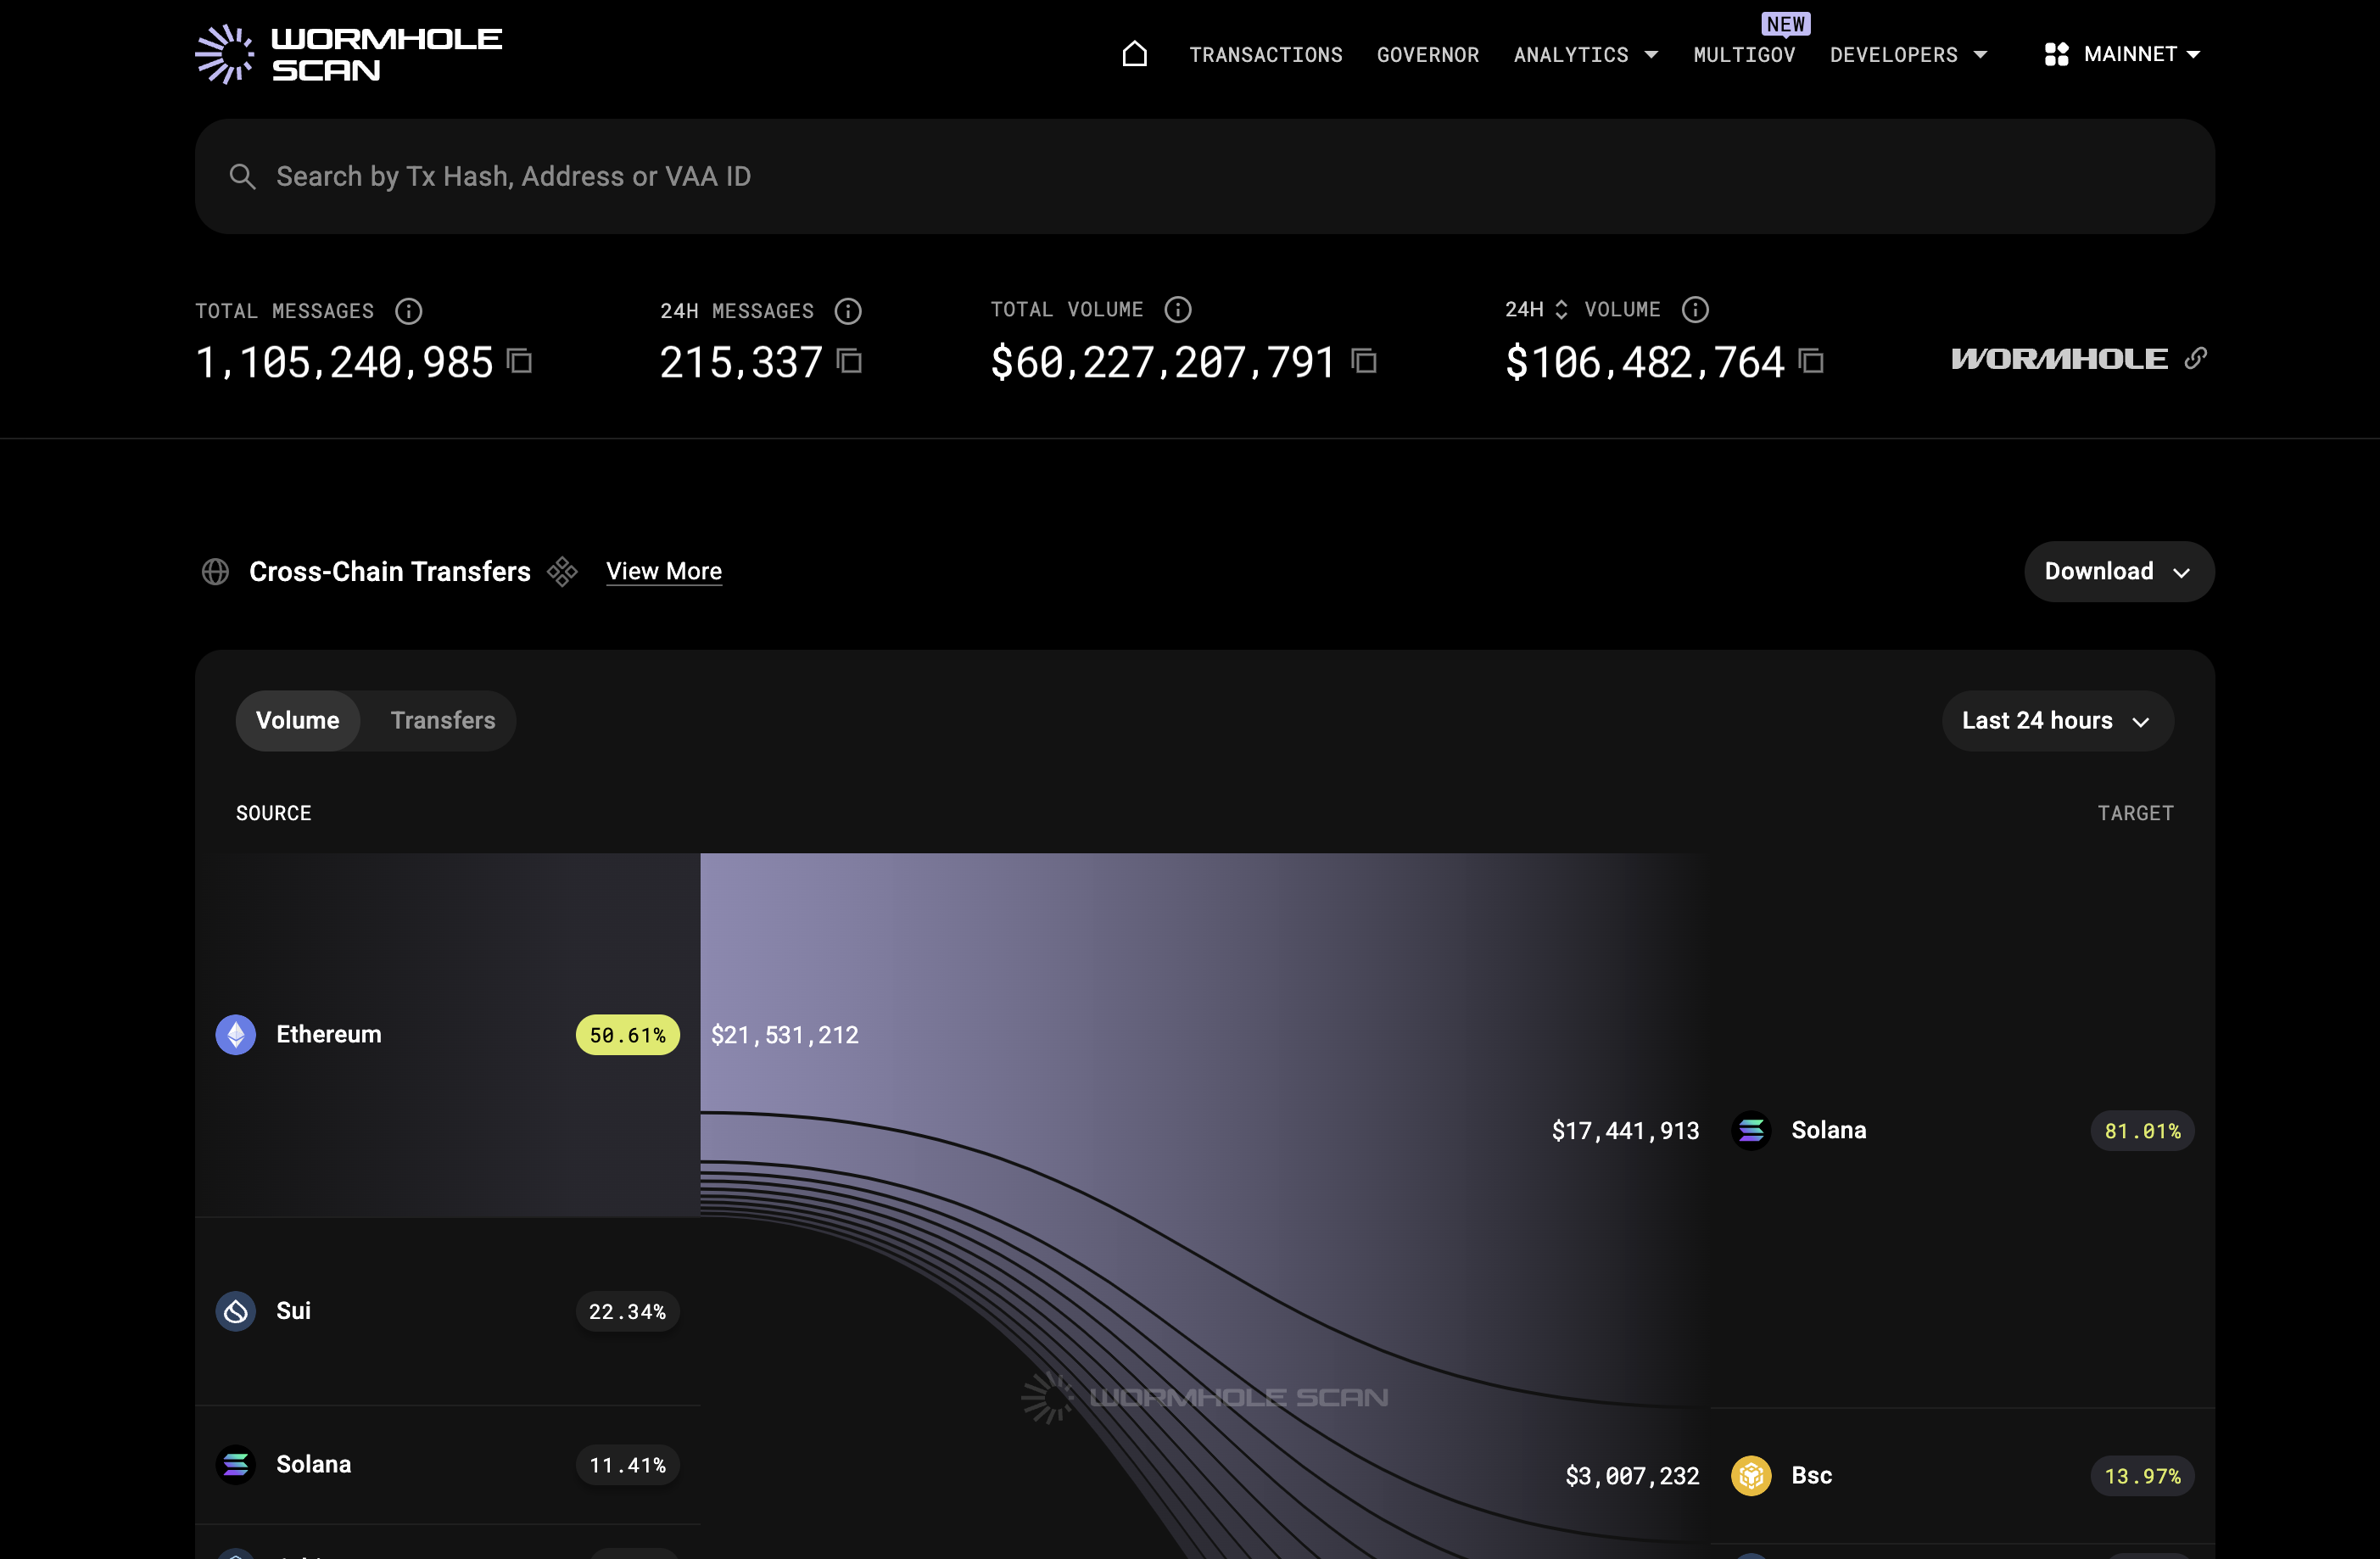 WORMHOLE
SCAN
TRANSACTIONS
GOVERNOR
ANALYTICS
NEW
MULTIGOV
DEVELOPERS
MAINNET
Search by Tx Hash, Address or VAA ID
TOTAL MESSAGES
1,105,240,985
24H MESSAGES
215,337
TOTAL VOLUME
$60,227,207,791
24H VOLUME
$106,482,764
WORMHOLE
Cross-Chain Transfers
View More
Download
Volume
Transfers
Last 24 hours
SOURCE
TARGET
Ethereum
50.61%
$21,531,212
$17,441,913
Solana
81.01%
Sui
22.34%
WORMHOLE SCAN
Solana
11.41%
$3,007,232
Bsc
13.97%